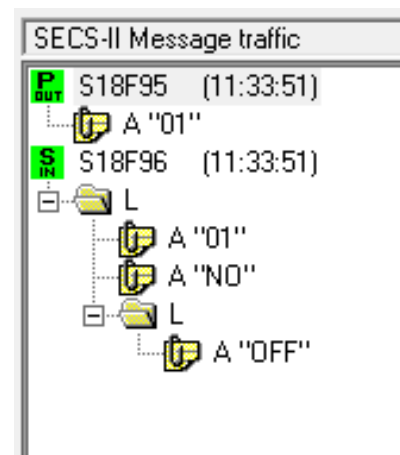 SECS-II Message traffic
P OUT S18F95 (11:33:51)
A "01"
S IN S18F96 (11:33:51)
L
A "01"
A "NO"
L
A "OFF"